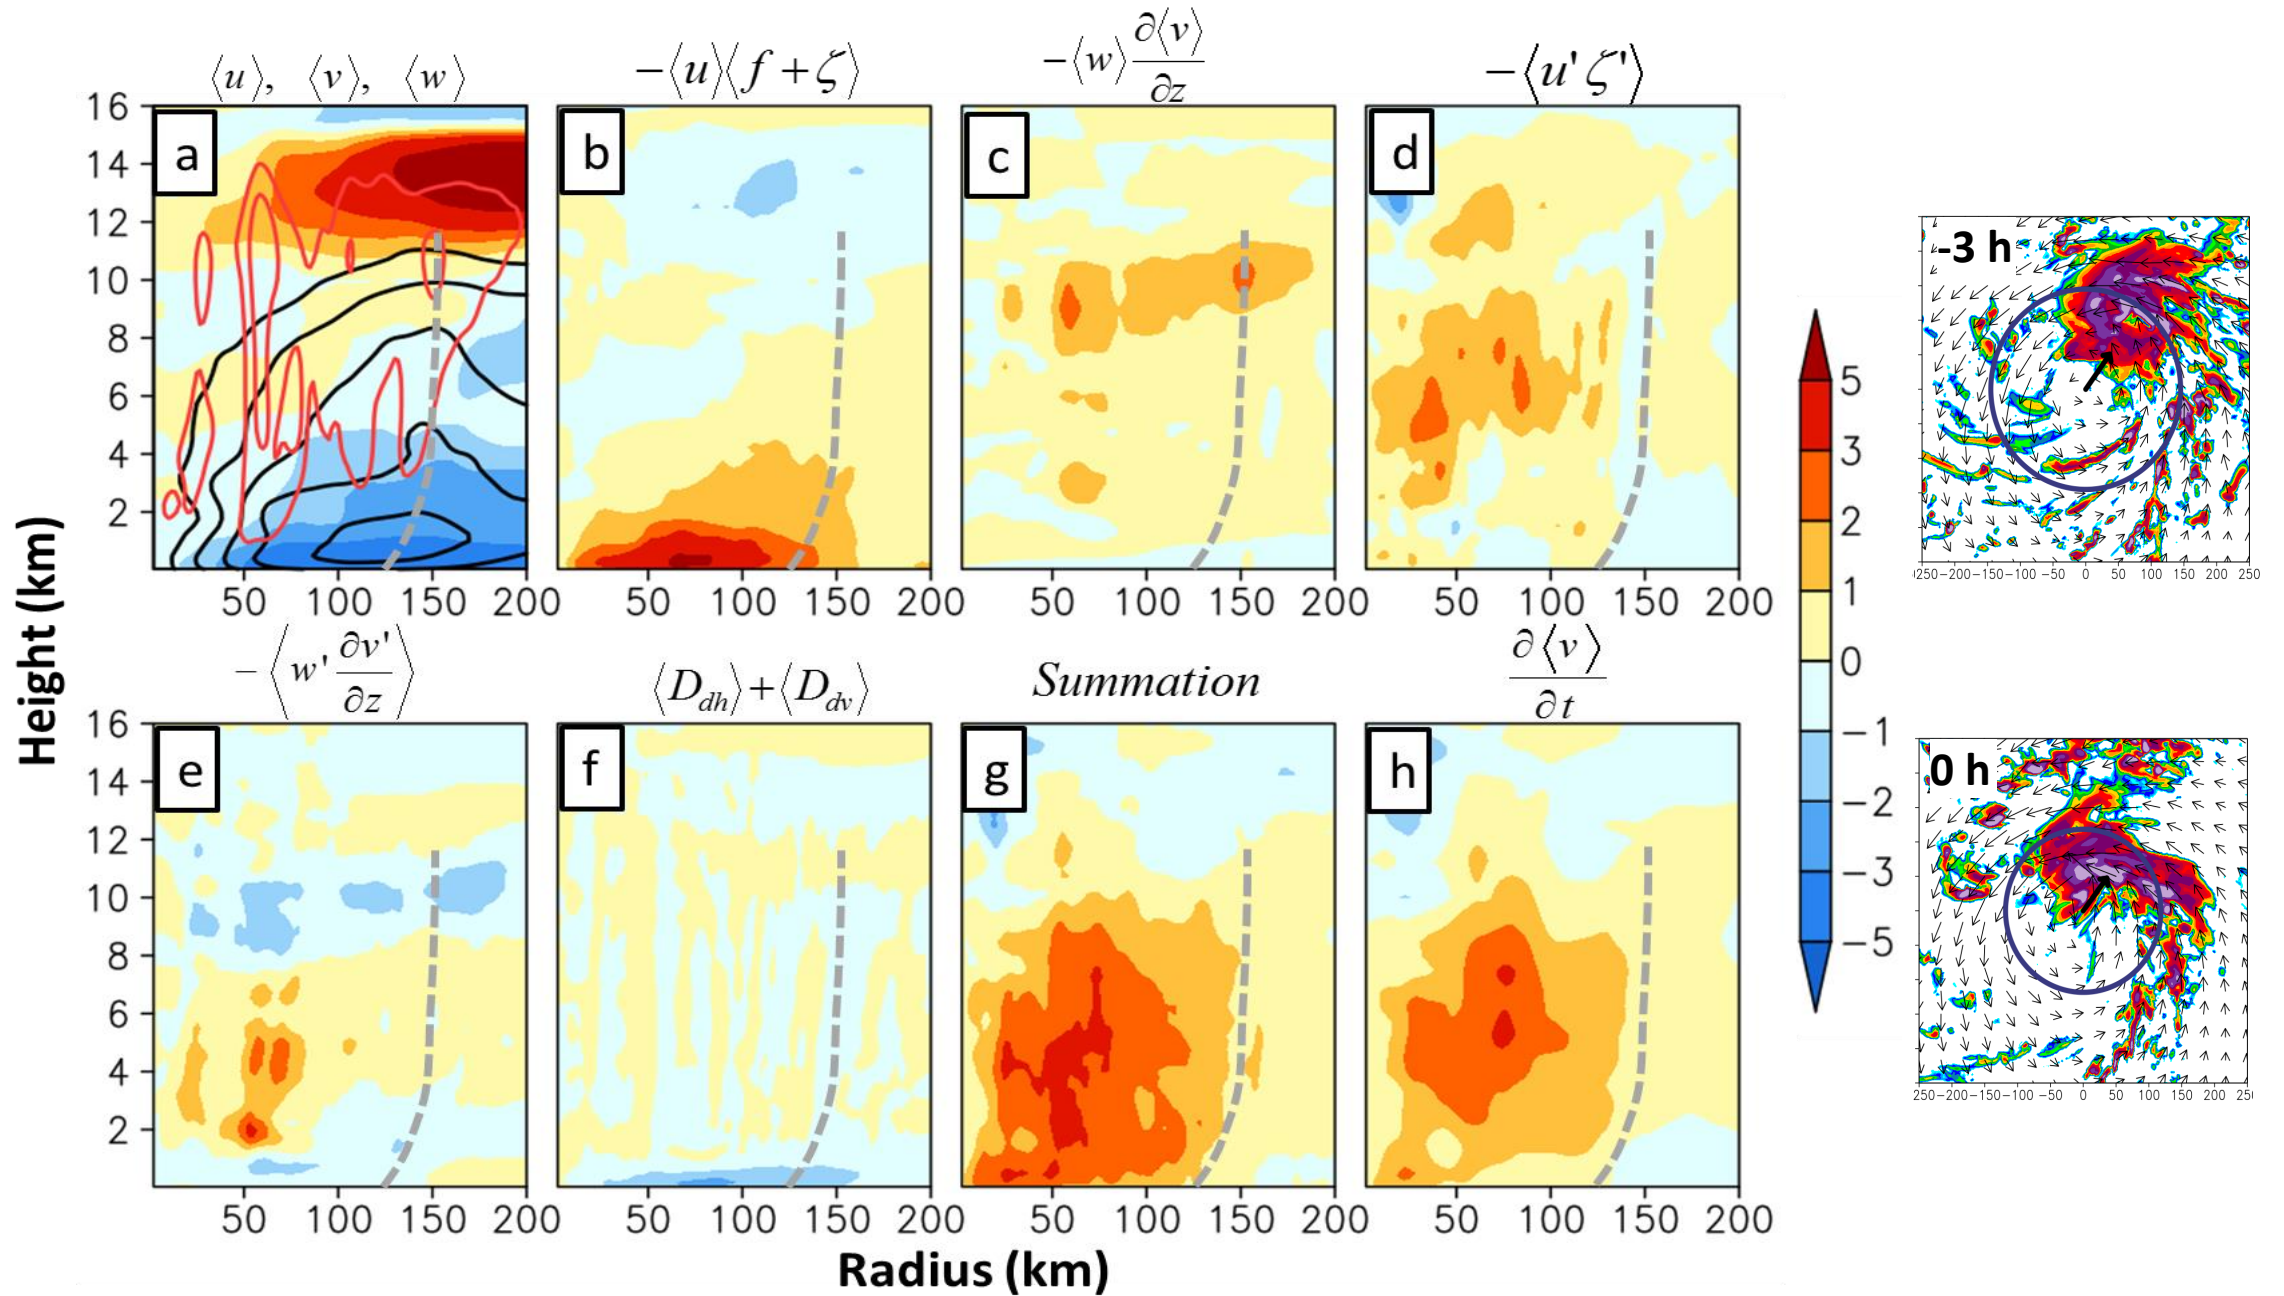 ⟨u⟩, ⟨v⟩, ⟨w⟩
−⟨u⟩⟨f + ζ⟩
−⟨w⟩ ∂⟨v⟩/∂z
−⟨u' ζ'⟩
a
b
c
d
16
14
12
10
8
6
4
2
50 100 150 200
50 100 150 200
50 100 150 200
50 100 150 200
−⟨w' ∂v'/∂z⟩
⟨D_dh⟩ + ⟨D_dv⟩
Summation
∂⟨v⟩/∂t
e
f
g
h
16
14
12
10
8
6
4
2
50 100 150 200
50 100 150 200
50 100 150 200
50 100 150 200
Height (km)
Radius (km)
5
3
2
1
0
−1
−2
−3
−5
-3 h
250 −200 −150 −100 −50 0 50 100 150 200 250
0 h
250 −200 −150 −100 −50 0 50 100 150 200 25